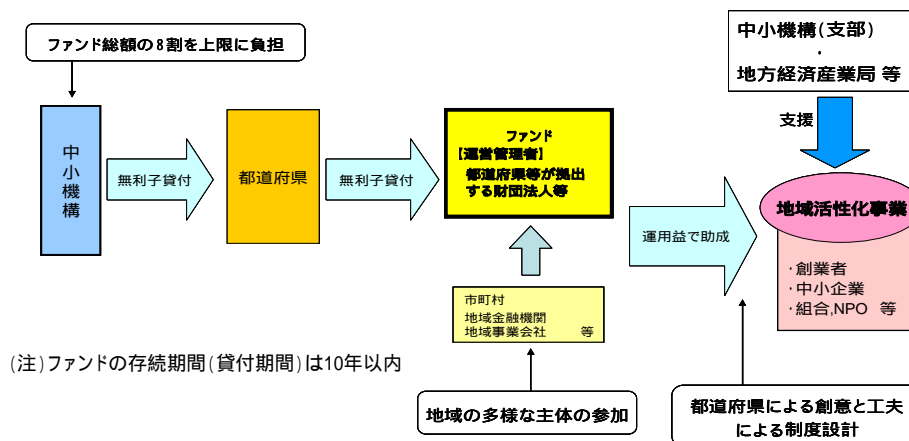 ファンド総額の8割を上限に負担
中小機構(支部)
・
地方経済産業局 等
支援
中小機構
無利子貸付
都道府県
無利子貸付
ファンド
【運営管理者】
都道府県等が拠出
する財団法人等
運用益で助成
地域活性化事業
・創業者
・中小企業
・組合,NPO 等
市町村
地域金融機関
地域事業会社 等
(注)ファンドの存続期間(貸付期間)は10年以内
地域の多様な主体の参加
都道府県による創意と工夫
による制度設計